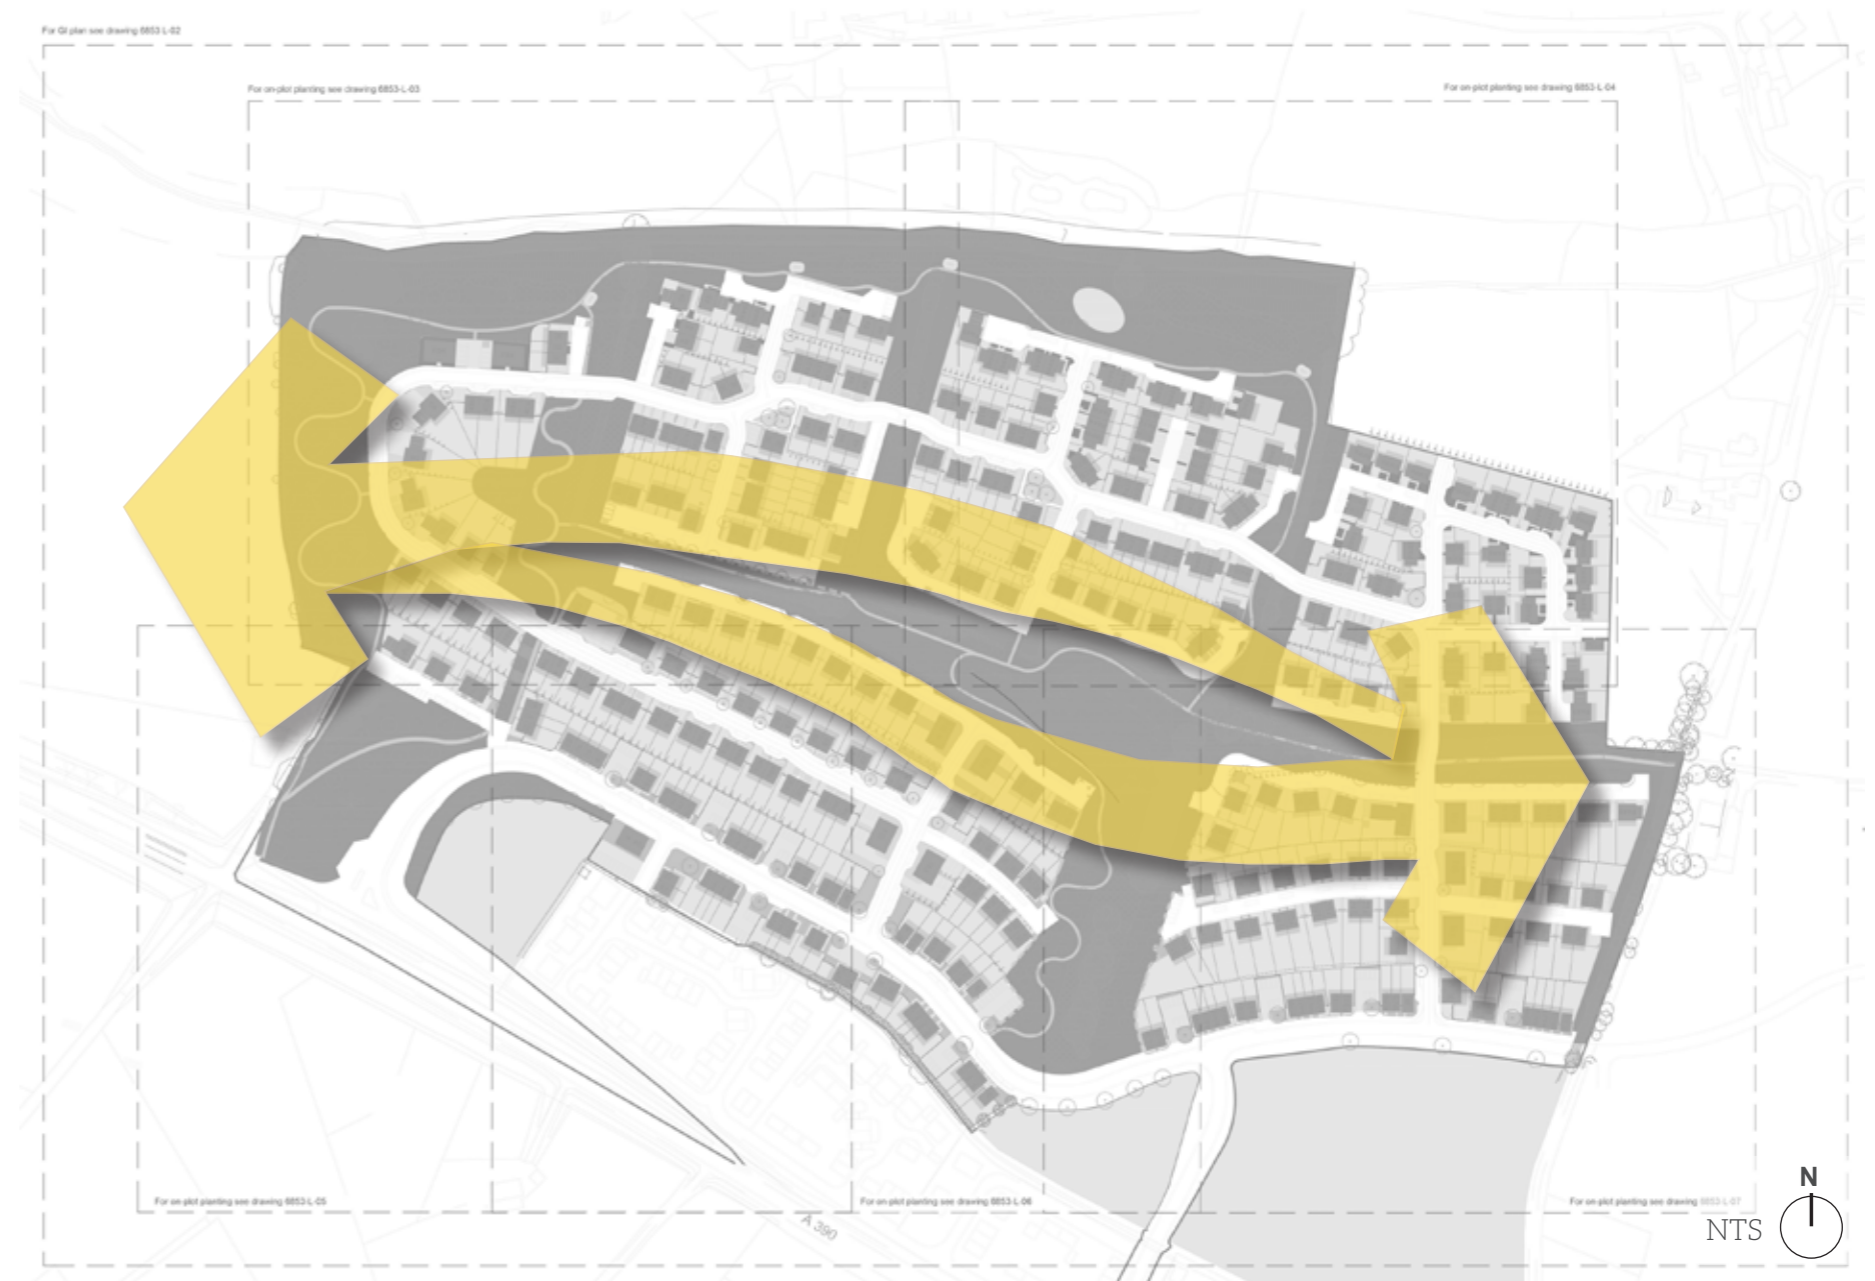 For GI plan see drawing 6853 L-02
For on-plot planting see drawing 6853-L-03
For on-plot planting see drawing 6853-L-04
For on-plot planting see drawing 6853-L-05
For on-plot planting see drawing 6853-L-06
For on-plot planting see drawing 6853-L-07
A 390
N
NTS